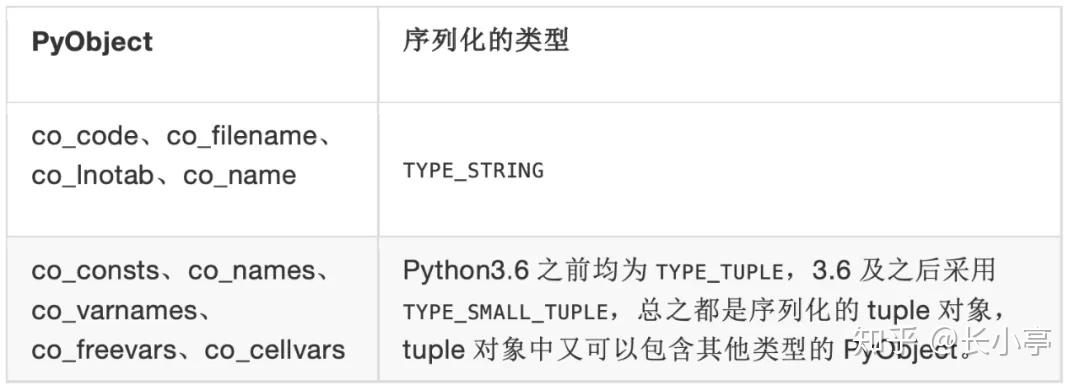 PyObject
序列化的类型
co_code、co_filename、
co_lnotab、co_name
TYPE_STRING
co_consts、co_names、
co_varnames、
co_freevars、co_cellvars
Python3.6 之前均为 TYPE_TUPLE，3.6 及之后采用
TYPE_SMALL_TUPLE，总之都是序列化的 tuple 对象，
tuple 对象中又可以包含其他类型的 PyObject。
知乎 @长小亭